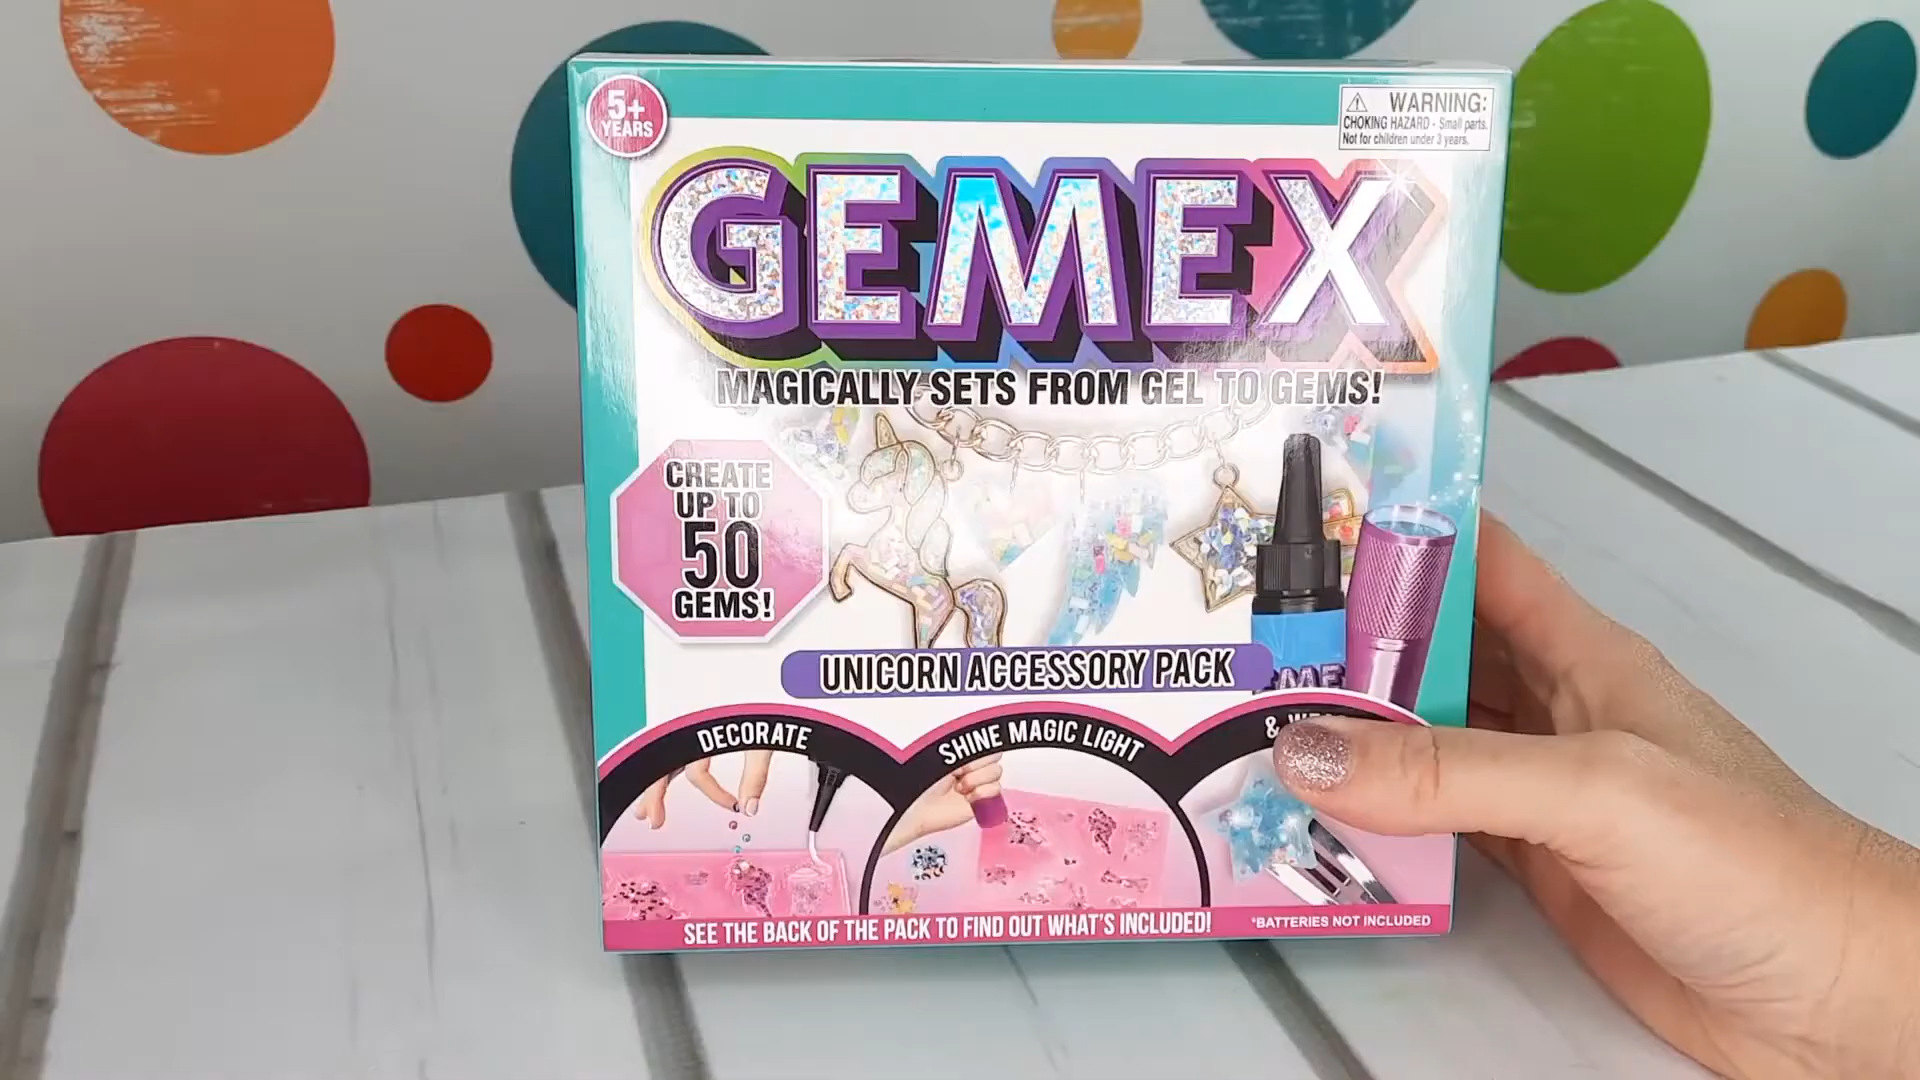 5+
YEARS
WARNING:
CHOKING HAZARD - Small parts.
Not for children under 3 years.
GEMEX
MAGICALLY SETS FROM GEL TO GEMS!
CREATE
UP TO
50
GEMS!
UNICORN ACCESSORY PACK
DECORATE
SHINE MAGIC LIGHT
&
SEE THE BACK OF THE PACK TO FIND OUT WHAT'S INCLUDED!
*BATTERIES NOT INCLUDED